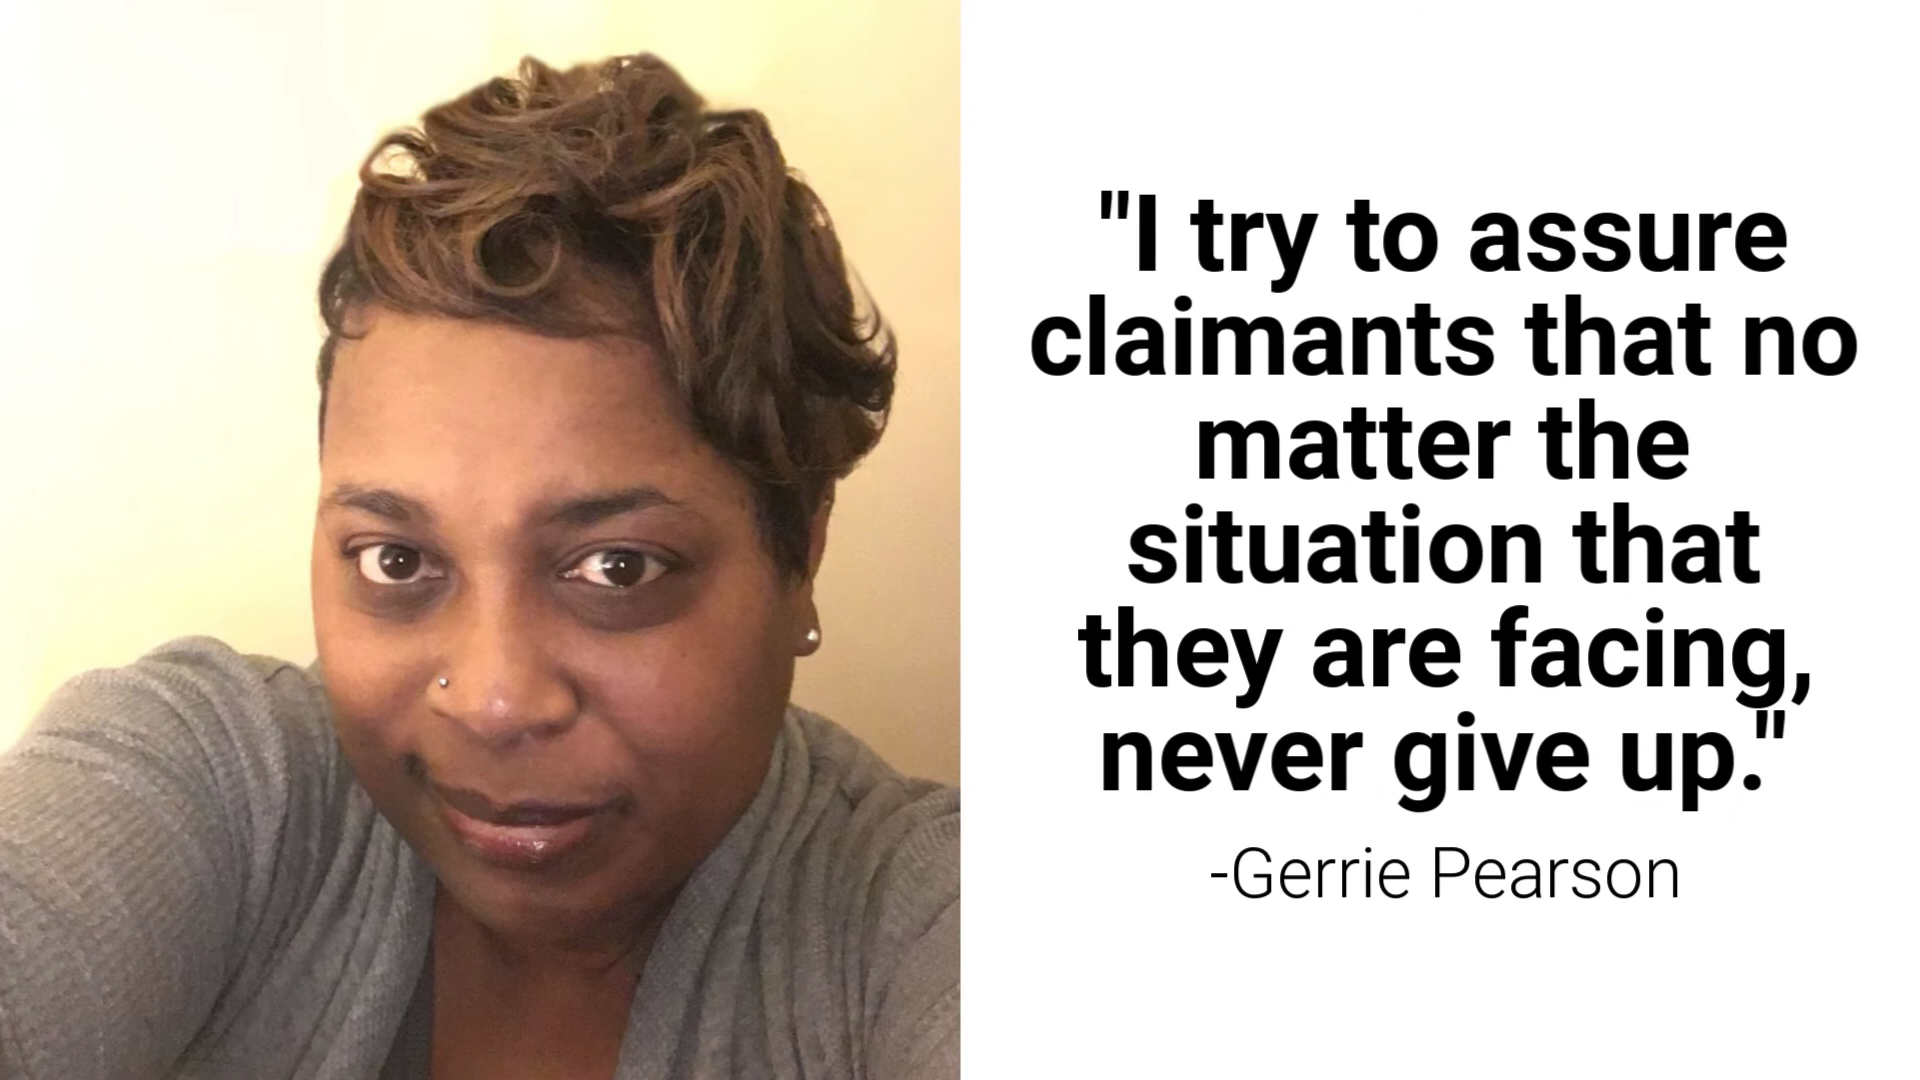 "I try to assure
claimants that no
matter the
situation that
they are facing,
never give up."
-Gerrie Pearson